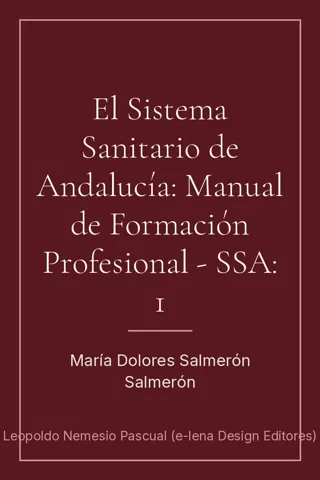 El Sistema
Sanitario de
Andalucía: Manual
de Formación
Profesional - SSA:
1
María Dolores Salmerón
Salmerón
Leopoldo Nemesio Pascual (e-lena Design Editores)